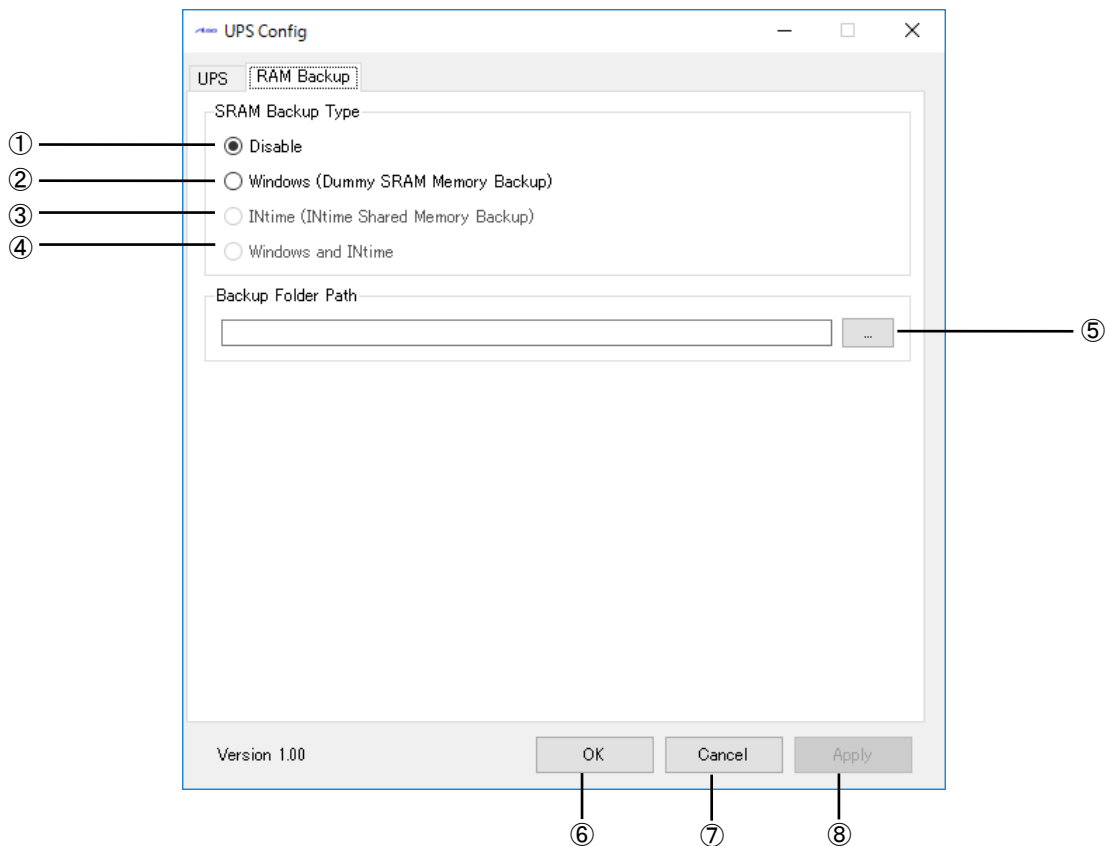 UPS Config
UPS
RAM Backup
SRAM Backup Type
① Disable
② Windows (Dummy SRAM Memory Backup)
③ INtime (INtime Shared Memory Backup)
④ Windows and INtime
Backup Folder Path
... ⑤
Version 1.00
OK
Cancel
Apply
⑥ ⑦ ⑧